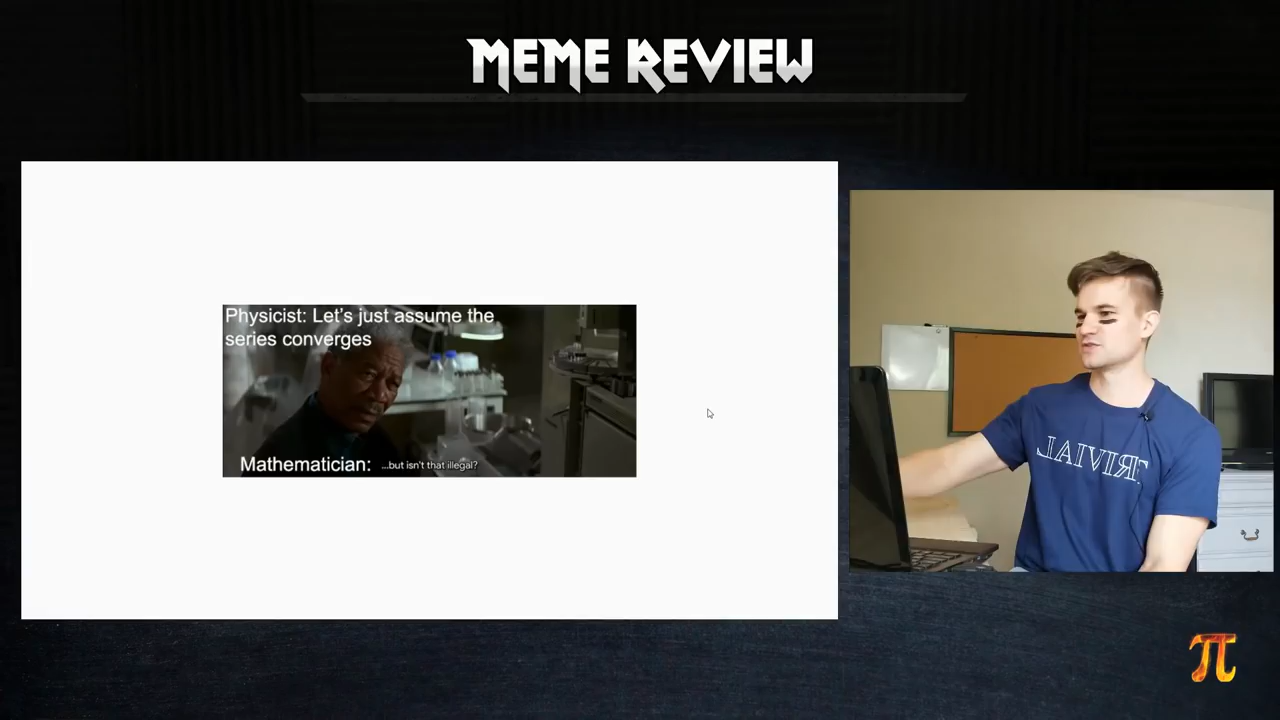 MEME REVIEW
Physicist: Let's just assume the
series converges
Mathematician: ...but isn't that illegal?
TRIVIAL
π